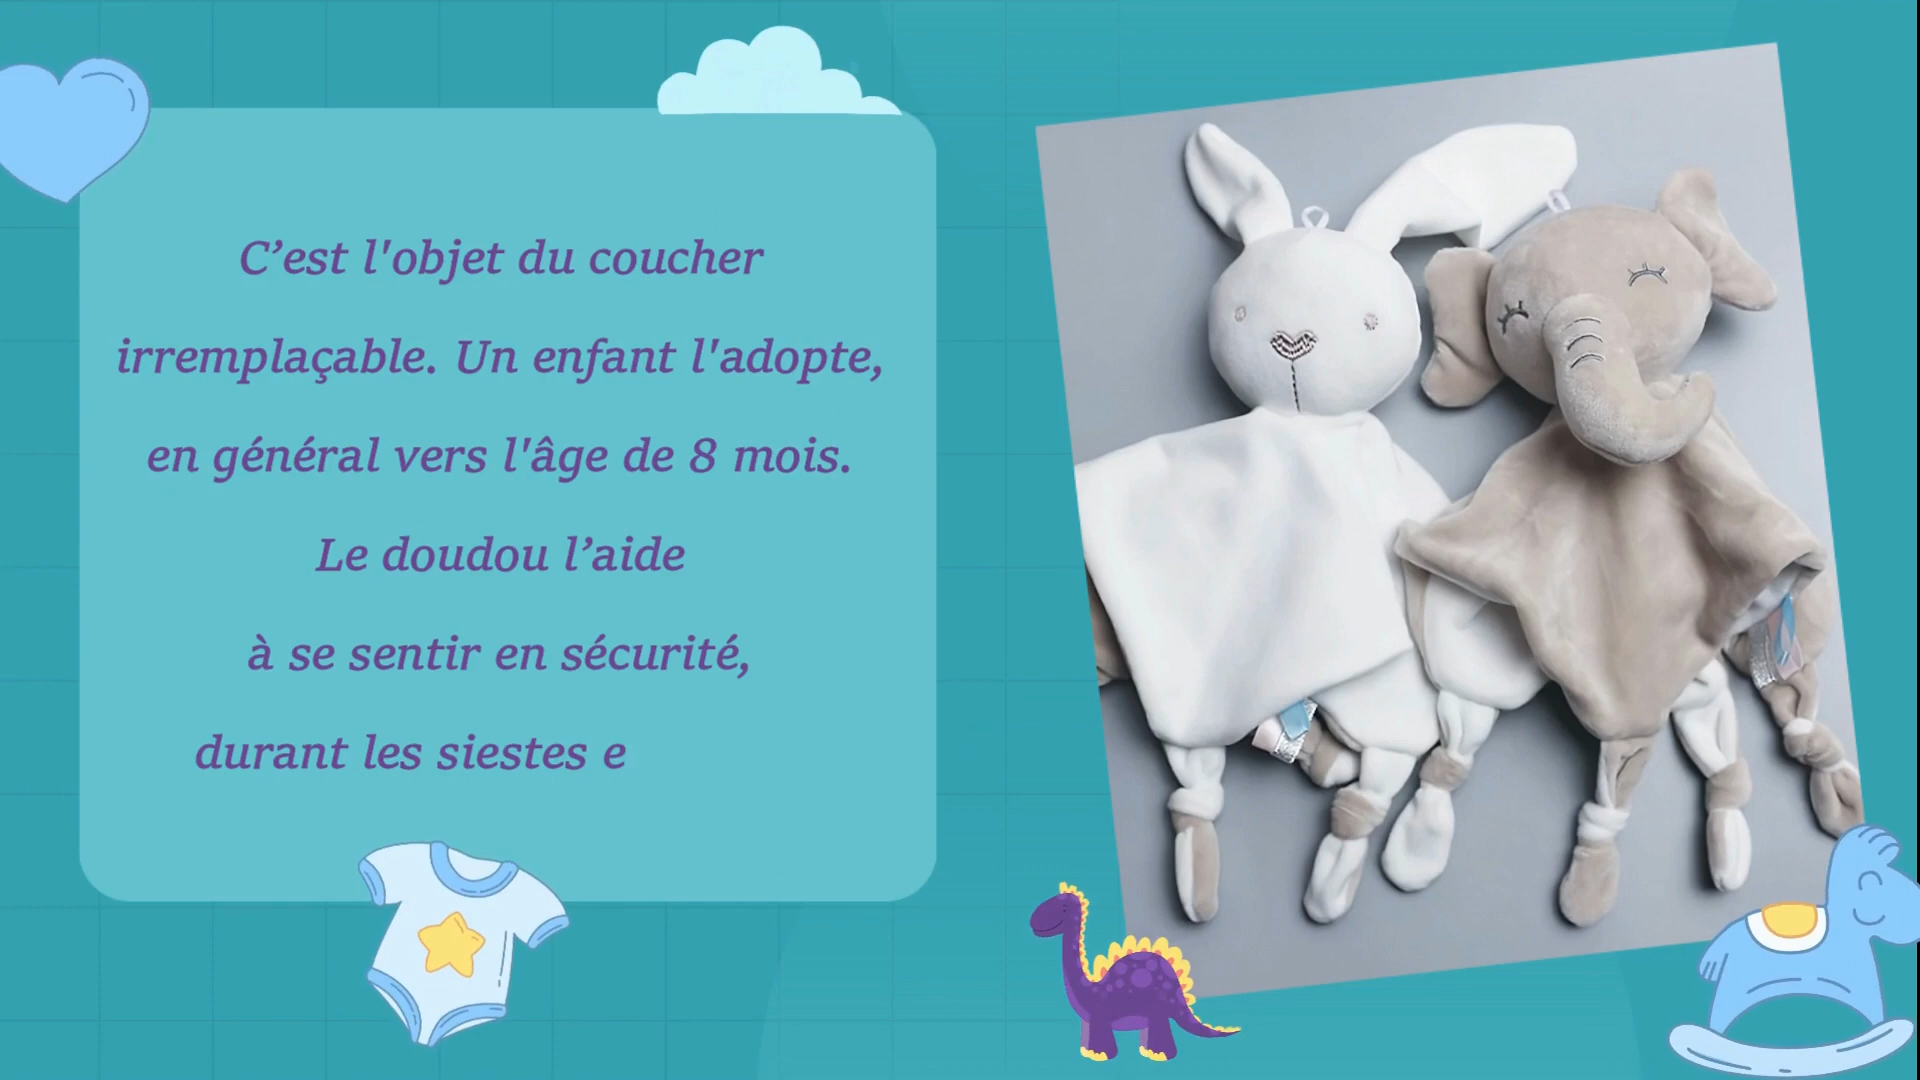 C’est l'objet du coucher
irremplaçable. Un enfant l'adopte,
en général vers l'âge de 8 mois.
Le doudou l’aide
à se sentir en sécurité,
durant les siestes e